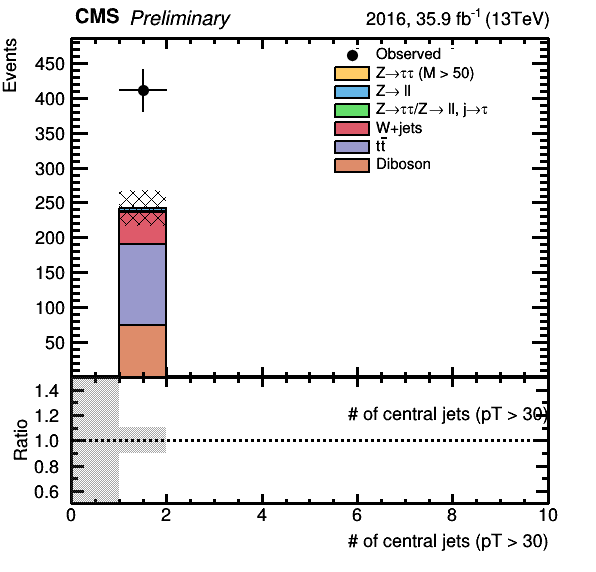 CMS Preliminary 2016, 35.9 fb⁻¹ (13TeV)
Events
450
400
350
300
250
200
150
100
50
Observed
Z→ττ (M > 50)
Z→ ll
Z→ττ/Z→ ll, j→τ
W+jets
tt̅
Diboson
Ratio
1.4
1.2
1.0
0.8
0.6
# of central jets (pT > 30)
0 2 4 6 8 10
# of central jets (pT > 30)